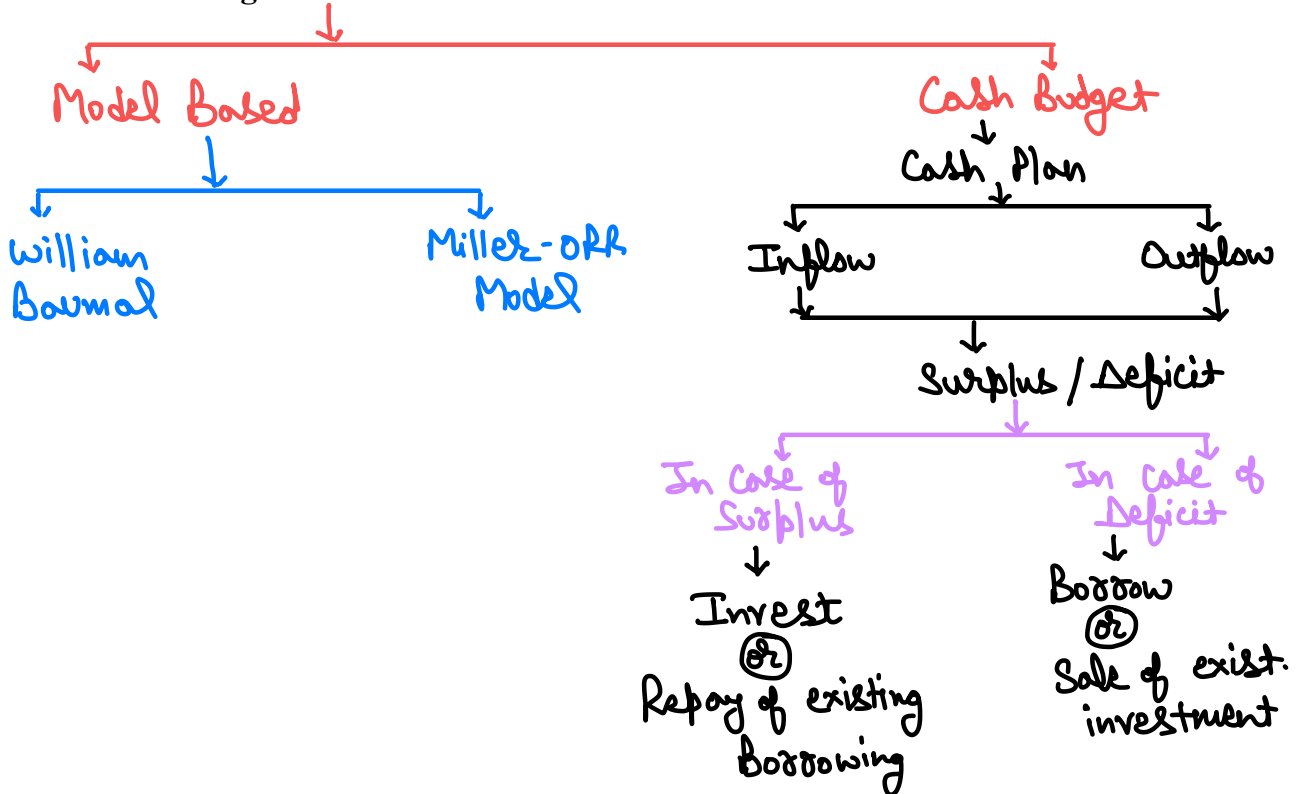 Model Based
Cash Budget
Cash Plan
William
Baumal
Miller-ORR
Model
Inflow
Outflow
Surplus / Deficit
In Case of
Surplus
In Case of
Deficit
Invest
or
Repay of existing
Borrowing
Borrow
or
Sale of exist.
investment